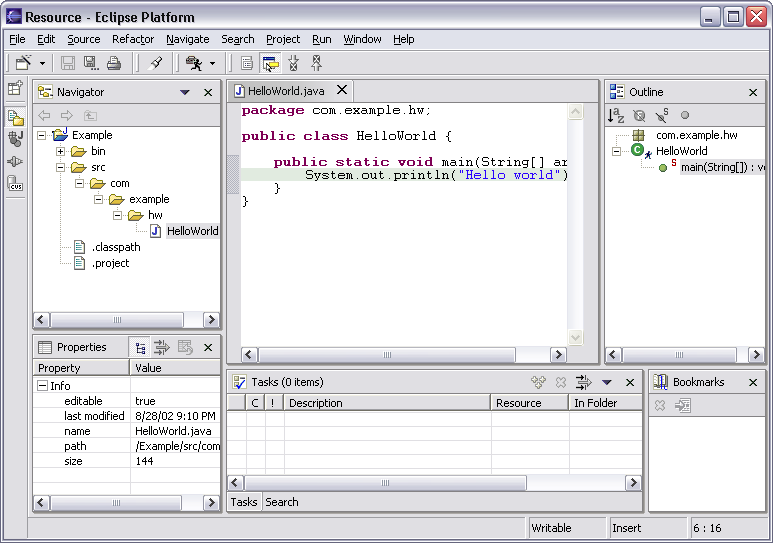 Resource - Eclipse Platform
File Edit Source Refactor Navigate Search Project Run Window Help
Navigator
Example
bin
src
com
example
hw
HelloWorld
.classpath
.project
HelloWorld.java
package com.example.hw;
public class HelloWorld {
public static void main(String[] ar
System.out.println("Hello world")
}
}
Outline
com.example.hw
HelloWorld
main(String[]) : vo
Properties
Property Value
Info
editable true
last modified 8/28/02 9:10 PM
name HelloWorld.java
path /Example/src/com
size 144
Tasks (0 items)
C ! Description Resource In Folder
Tasks Search
Bookmarks
Writable Insert 6 : 16